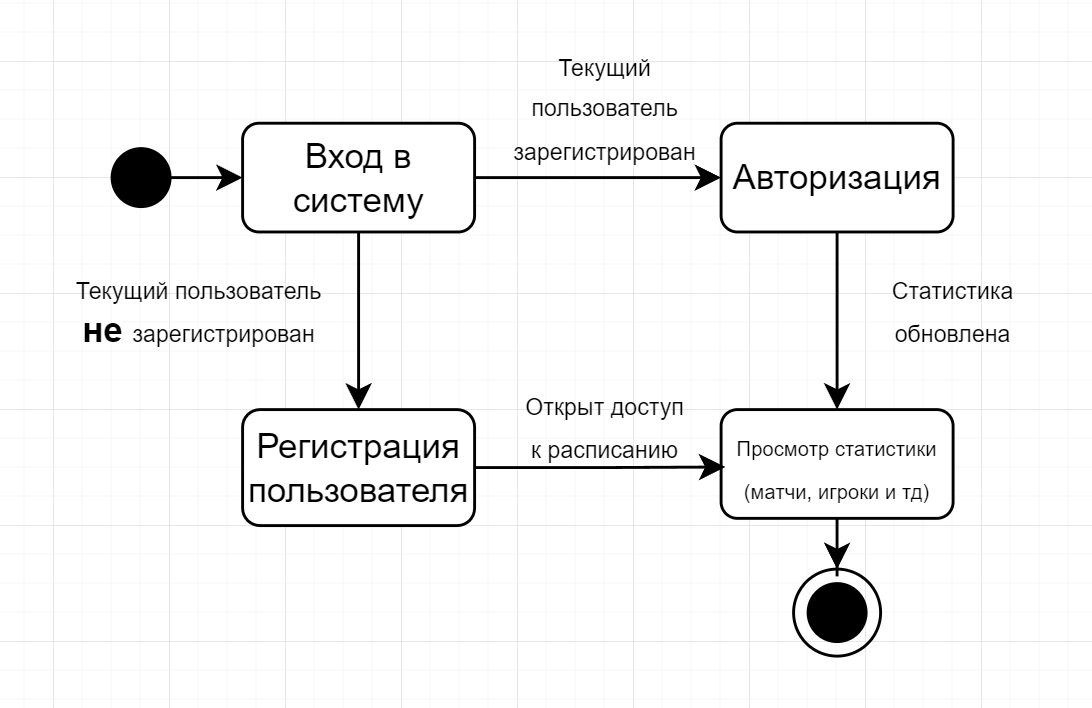 Текущий
пользователь
зарегистрирован
Вход в
систему
Авторизация
Текущий пользователь
не зарегистрирован
Статистика
обновлена
Открыт доступ
к расписанию
Регистрация
пользователя
Просмотр статистики
(матчи, игроки и тд)